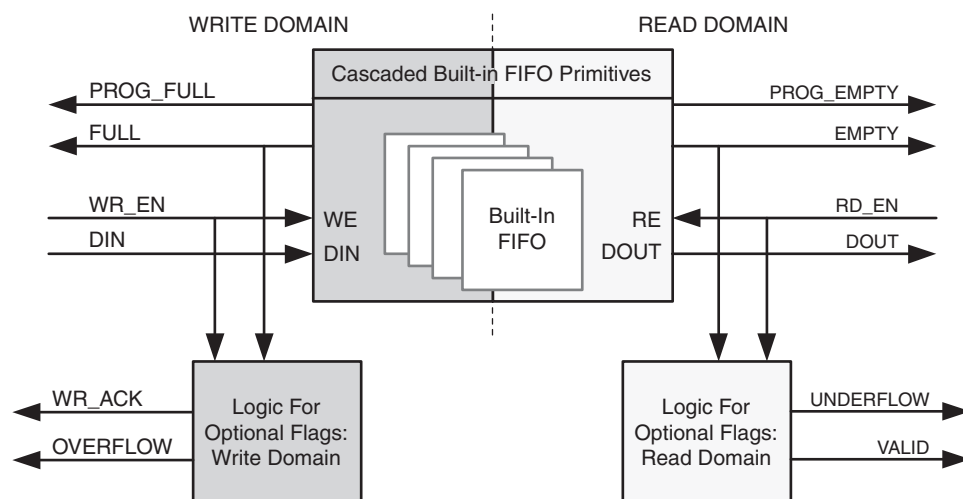 WRITE DOMAIN
READ DOMAIN
Cascaded Built-in FIFO Primitives
PROG_FULL
PROG_EMPTY
FULL
EMPTY
WR_EN
WE
Built-In
FIFO
RE
RD_EN
DIN
DIN
DOUT
DOUT
WR_ACK
OVERFLOW
Logic For
Optional Flags:
Write Domain
Logic For
Optional Flags:
Read Domain
UNDERFLOW
VALID